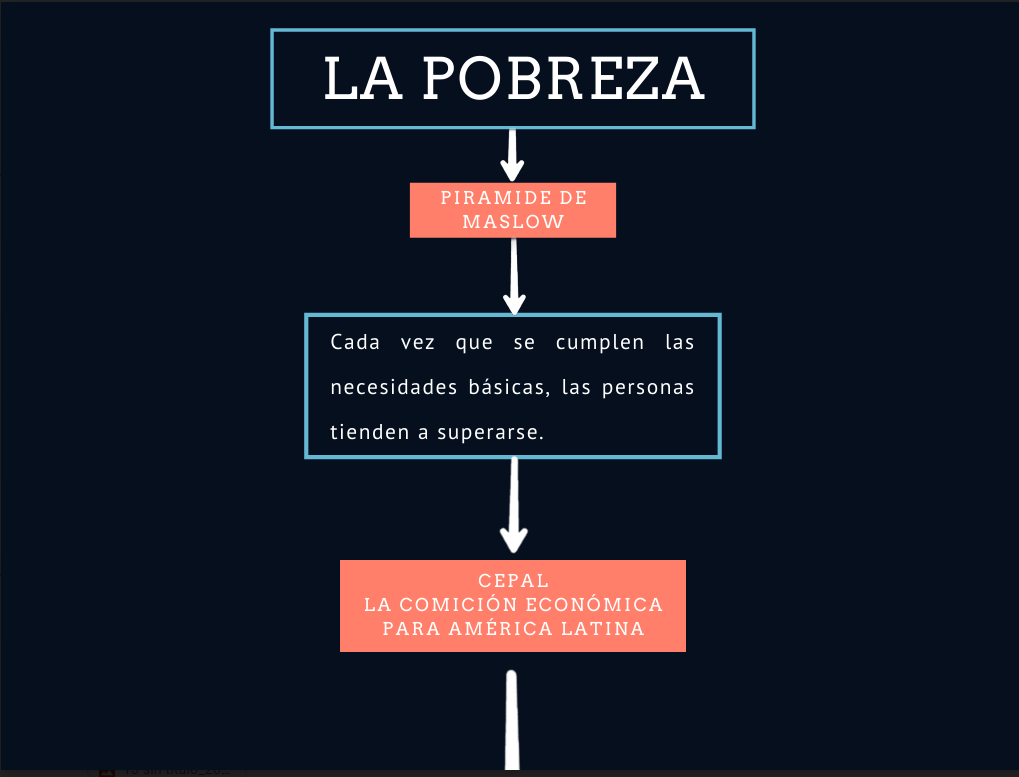 LA POBREZA
PIRAMIDE DE
MASLOW
Cada vez que se cumplen las
necesidades básicas, las personas
tienden a superarse.
CEPAL
LA COMICIÓN ECONÓMICA
PARA AMÉRICA LATINA